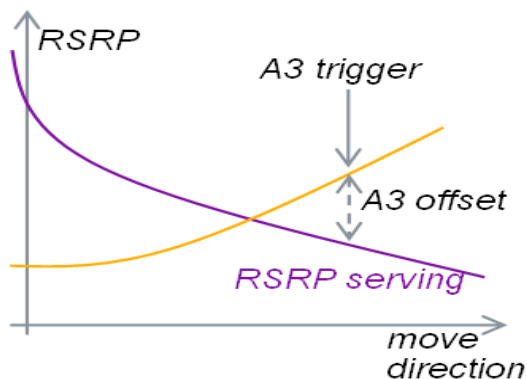 RSRP
A3 trigger
A3 offset
RSRP serving
move
direction